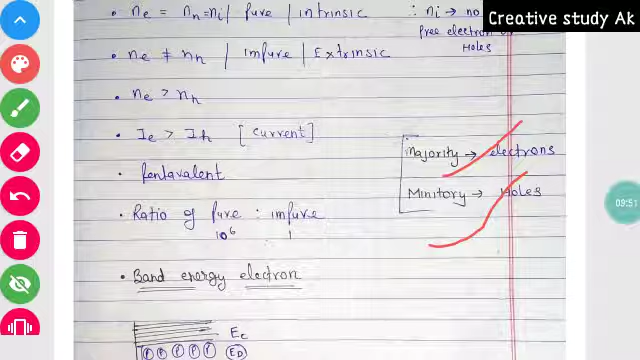 Creative study Ak
• ne = nn = ni | Pure | intrinsic
∴ ni → no
free electron
Holes
• ne ≠ nn | impure | Extrinsic
• ne > nh
• Ie > Ih [current]
Majority → electrons
• Pentavalent
Minitory → Holes
• Ratio of Pure : impure
10⁶ 1
• Band energy electron
Ec
ED
09:51